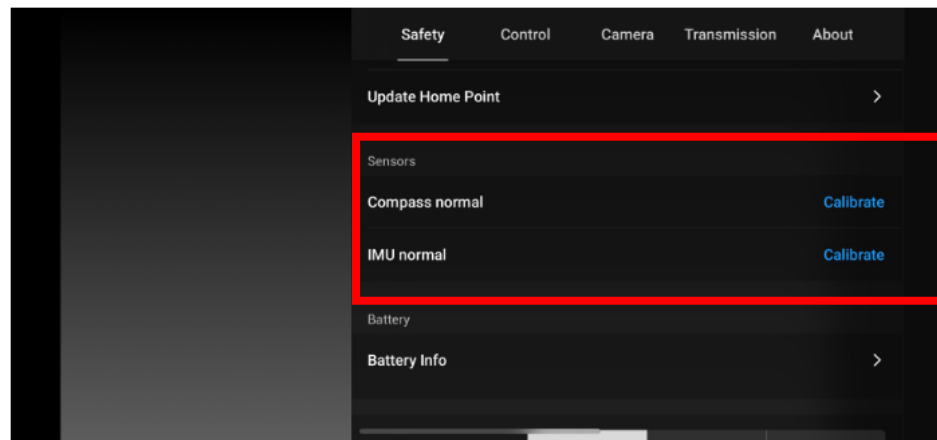 Safety Control Camera Transmission About
Update Home Point
Sensors
Compass normal Calibrate
IMU normal Calibrate
Battery
Battery Info